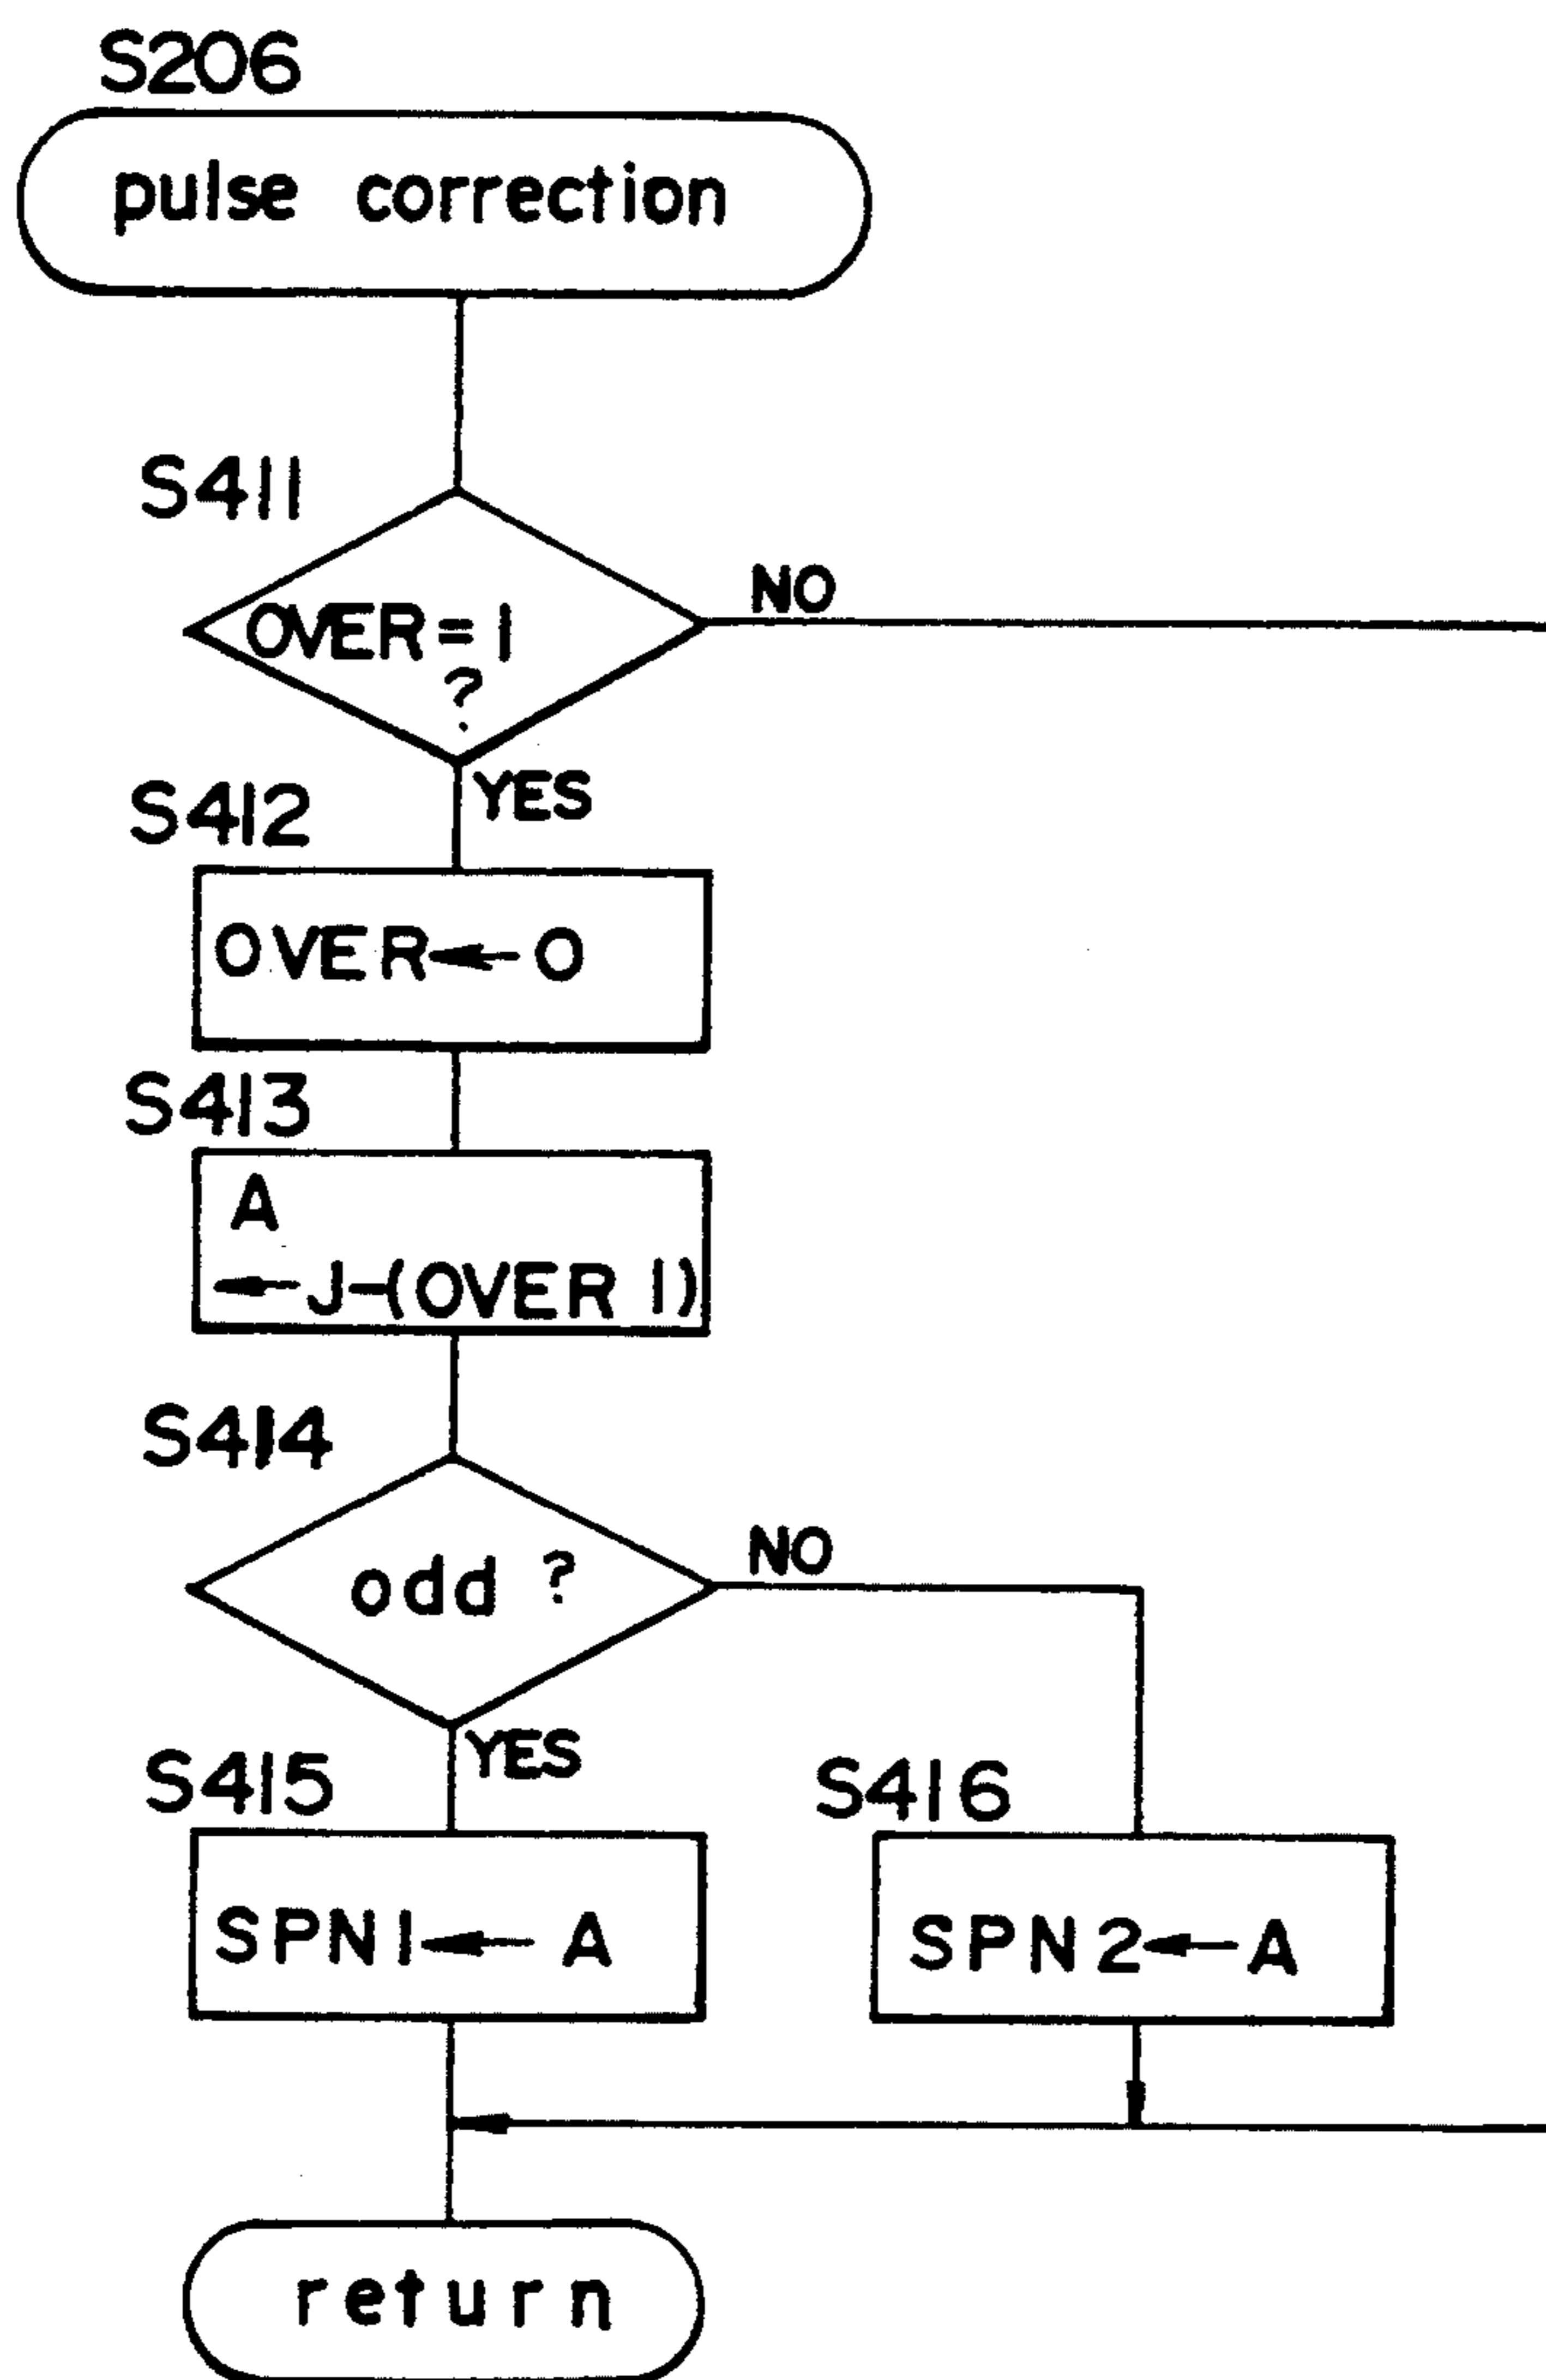 S206
pulse correction
S411
OVER=1
?
NO
YES
S412
OVER←0
S413
A
←J-(OVER 1)
S414
odd ?
NO
YES
S415
SPN1←A
S416
SPN2←A
return